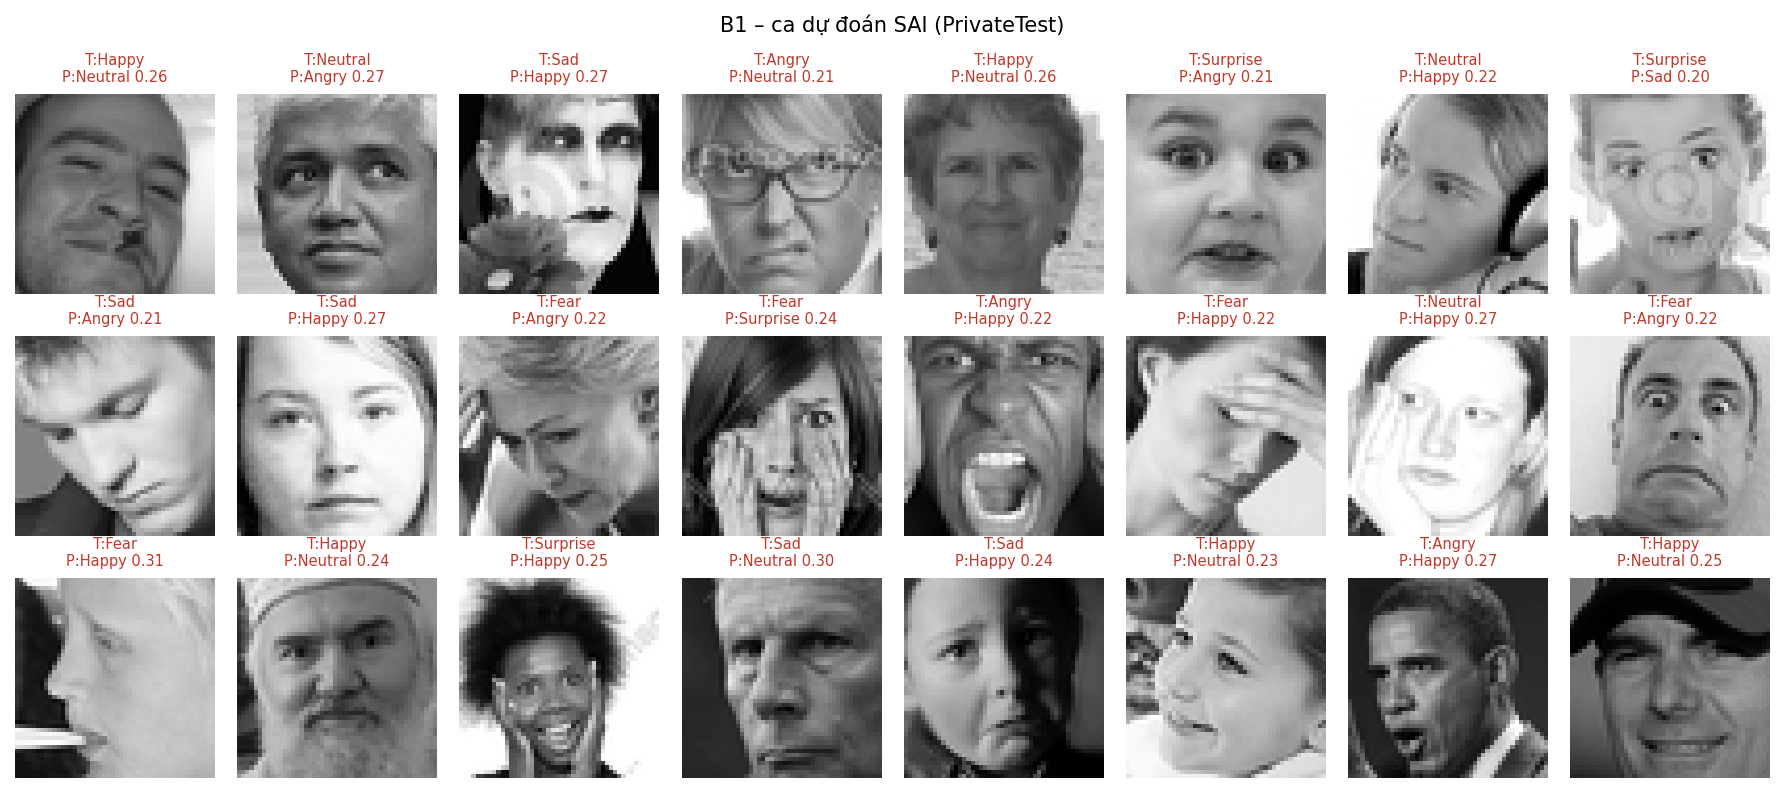 B1 – ca dự đoán SAI (PrivateTest)
T:Happy
P:Neutral 0.26
T:Neutral
P:Angry 0.27
T:Sad
P:Happy 0.27
T:Angry
P:Neutral 0.21
T:Happy
P:Neutral 0.26
T:Surprise
P:Angry 0.21
T:Neutral
P:Happy 0.22
T:Surprise
P:Sad 0.20
T:Sad
P:Angry 0.21
T:Sad
P:Happy 0.27
T:Fear
P:Angry 0.22
T:Fear
P:Surprise 0.24
T:Angry
P:Happy 0.22
T:Fear
P:Happy 0.22
T:Neutral
P:Happy 0.27
T:Fear
P:Angry 0.22
T:Fear
P:Happy 0.31
T:Happy
P:Neutral 0.24
T:Surprise
P:Happy 0.25
T:Sad
P:Neutral 0.30
T:Sad
P:Happy 0.24
T:Happy
P:Neutral 0.23
T:Angry
P:Happy 0.27
T:Happy
P:Neutral 0.25